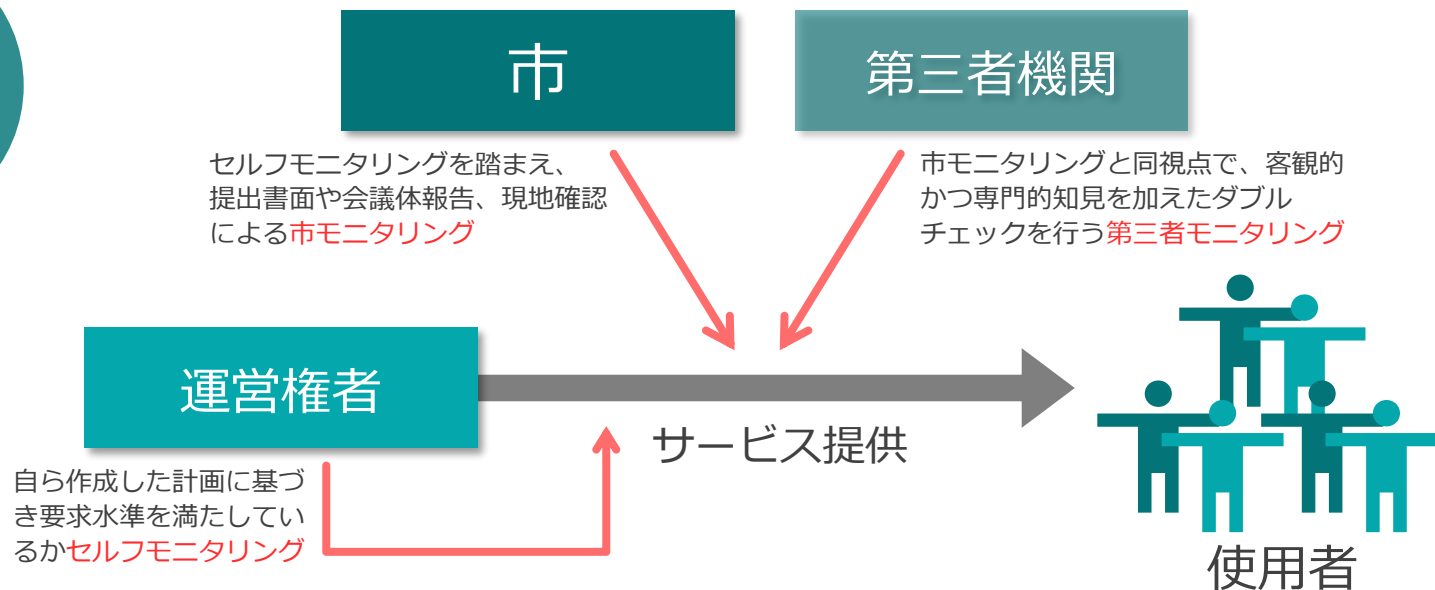 市
第三者機関
セルフモニタリングを踏まえ、
提出書面や会議体報告、現地確認
による市モニタリング
市モニタリングと同視点で、客観的
かつ専門的知見を加えたダブル
チェックを行う第三者モニタリング
運営権者
サービス提供
自ら作成した計画に基づ
き要求水準を満たしてい
るかセルフモニタリング
使用者